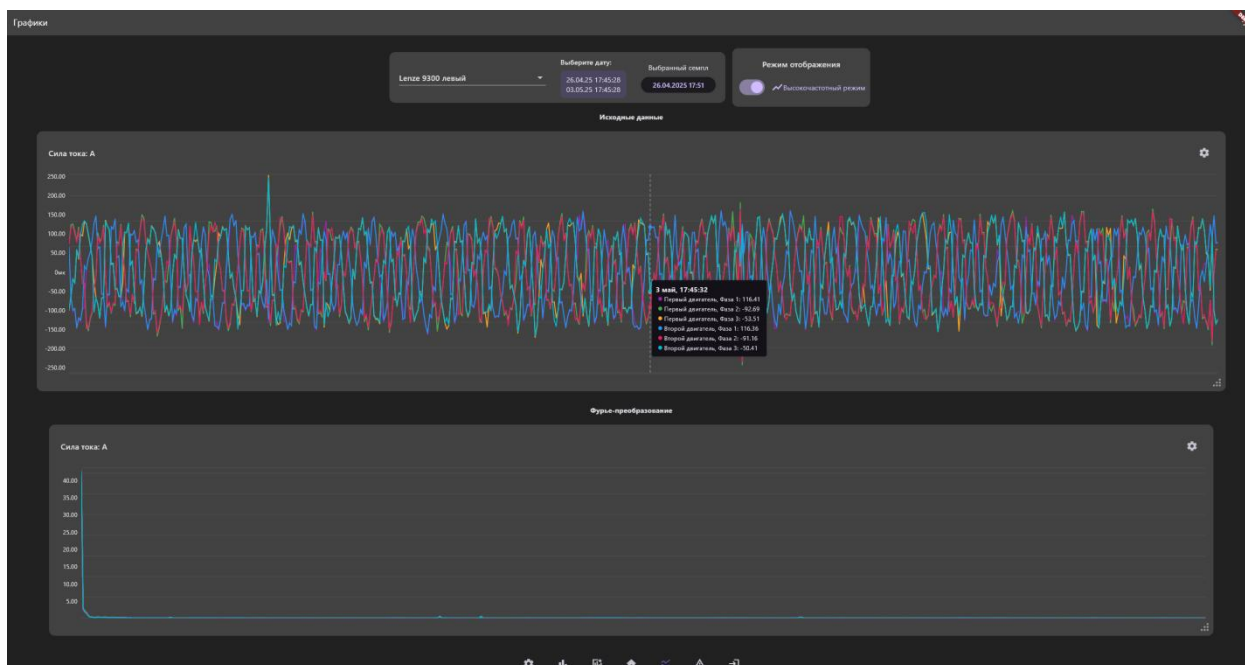 Графики
Lenze 9300 левый
Выберите дату:
26.04.25 17:45:28
03.05.25 17:45:28
Выбранный семпл
26.04.2025 17:51
Режим отображения
Высокочастотный режим
Исходные данные
Сила тока: А
250.00
200.00
150.00
100.00
50.00
-50.00
-100.00
-150.00
-200.00
-250.00
3 май, 17:45:32
Первый двигатель, Фаза 1: 116.41
Первый двигатель, Фаза 2: -92.69
Первый двигатель, Фаза 3: -53.51
Второй двигатель, Фаза 1: 116.36
Второй двигатель, Фаза 2: -91.16
Второй двигатель, Фаза 3: -50.41
Фурье-преобразование
Сила тока: А
40.00
35.00
30.00
25.00
20.00
15.00
10.00
5.00